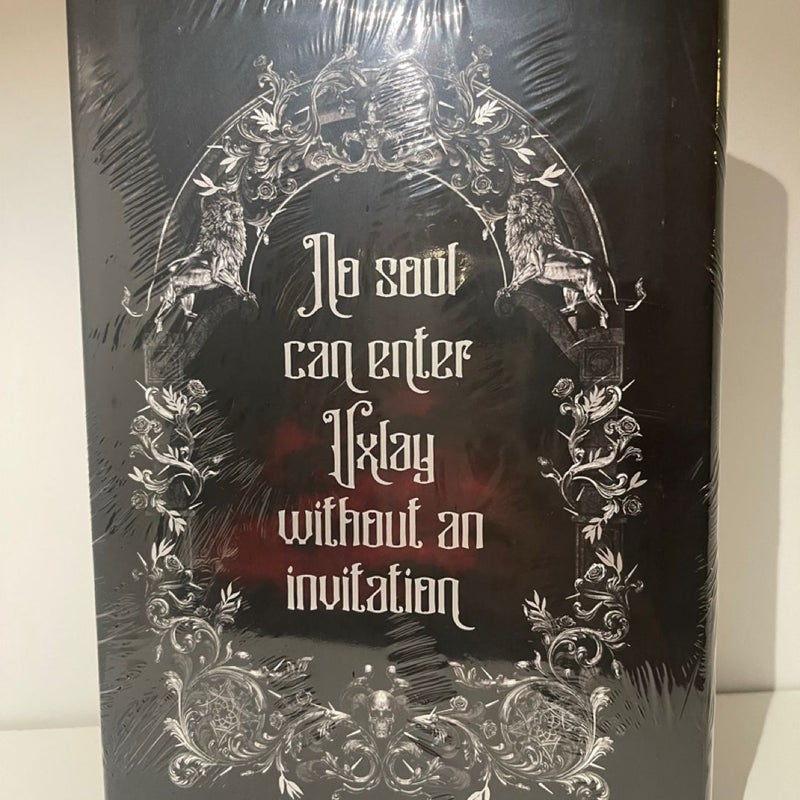 No soul
can enter
Vxlay
without an
invitation